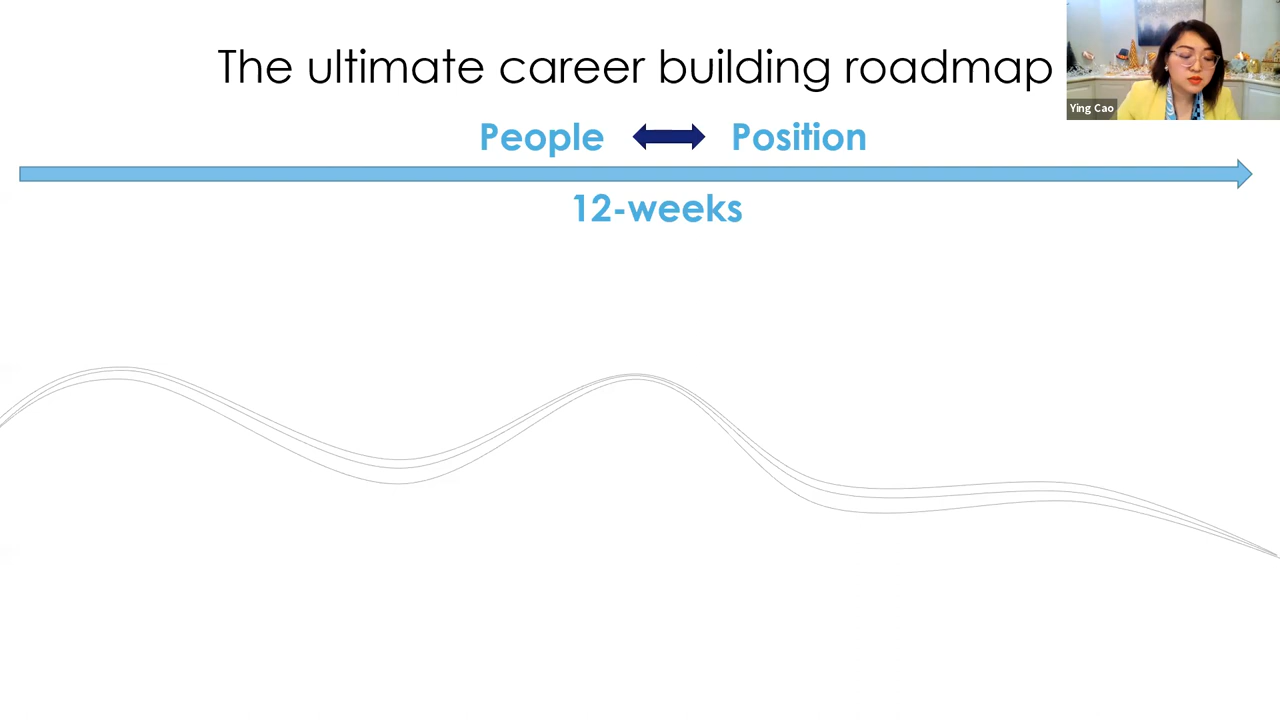 The ultimate career building roadmap
Ying Cao
People Position
12-weeks